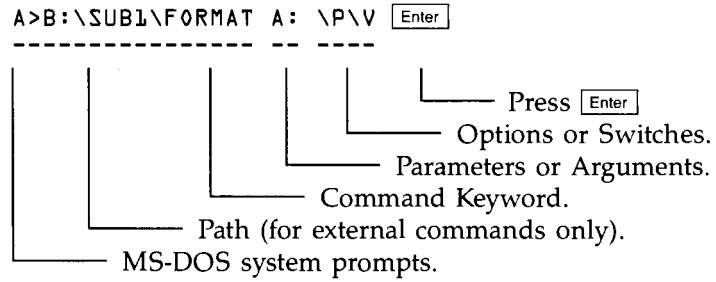 A>B:\SUB1\FORMAT A: \P\V Enter
Press Enter
Options or Switches.
Parameters or Arguments.
Command Keyword.
Path (for external commands only).
MS-DOS system prompts.